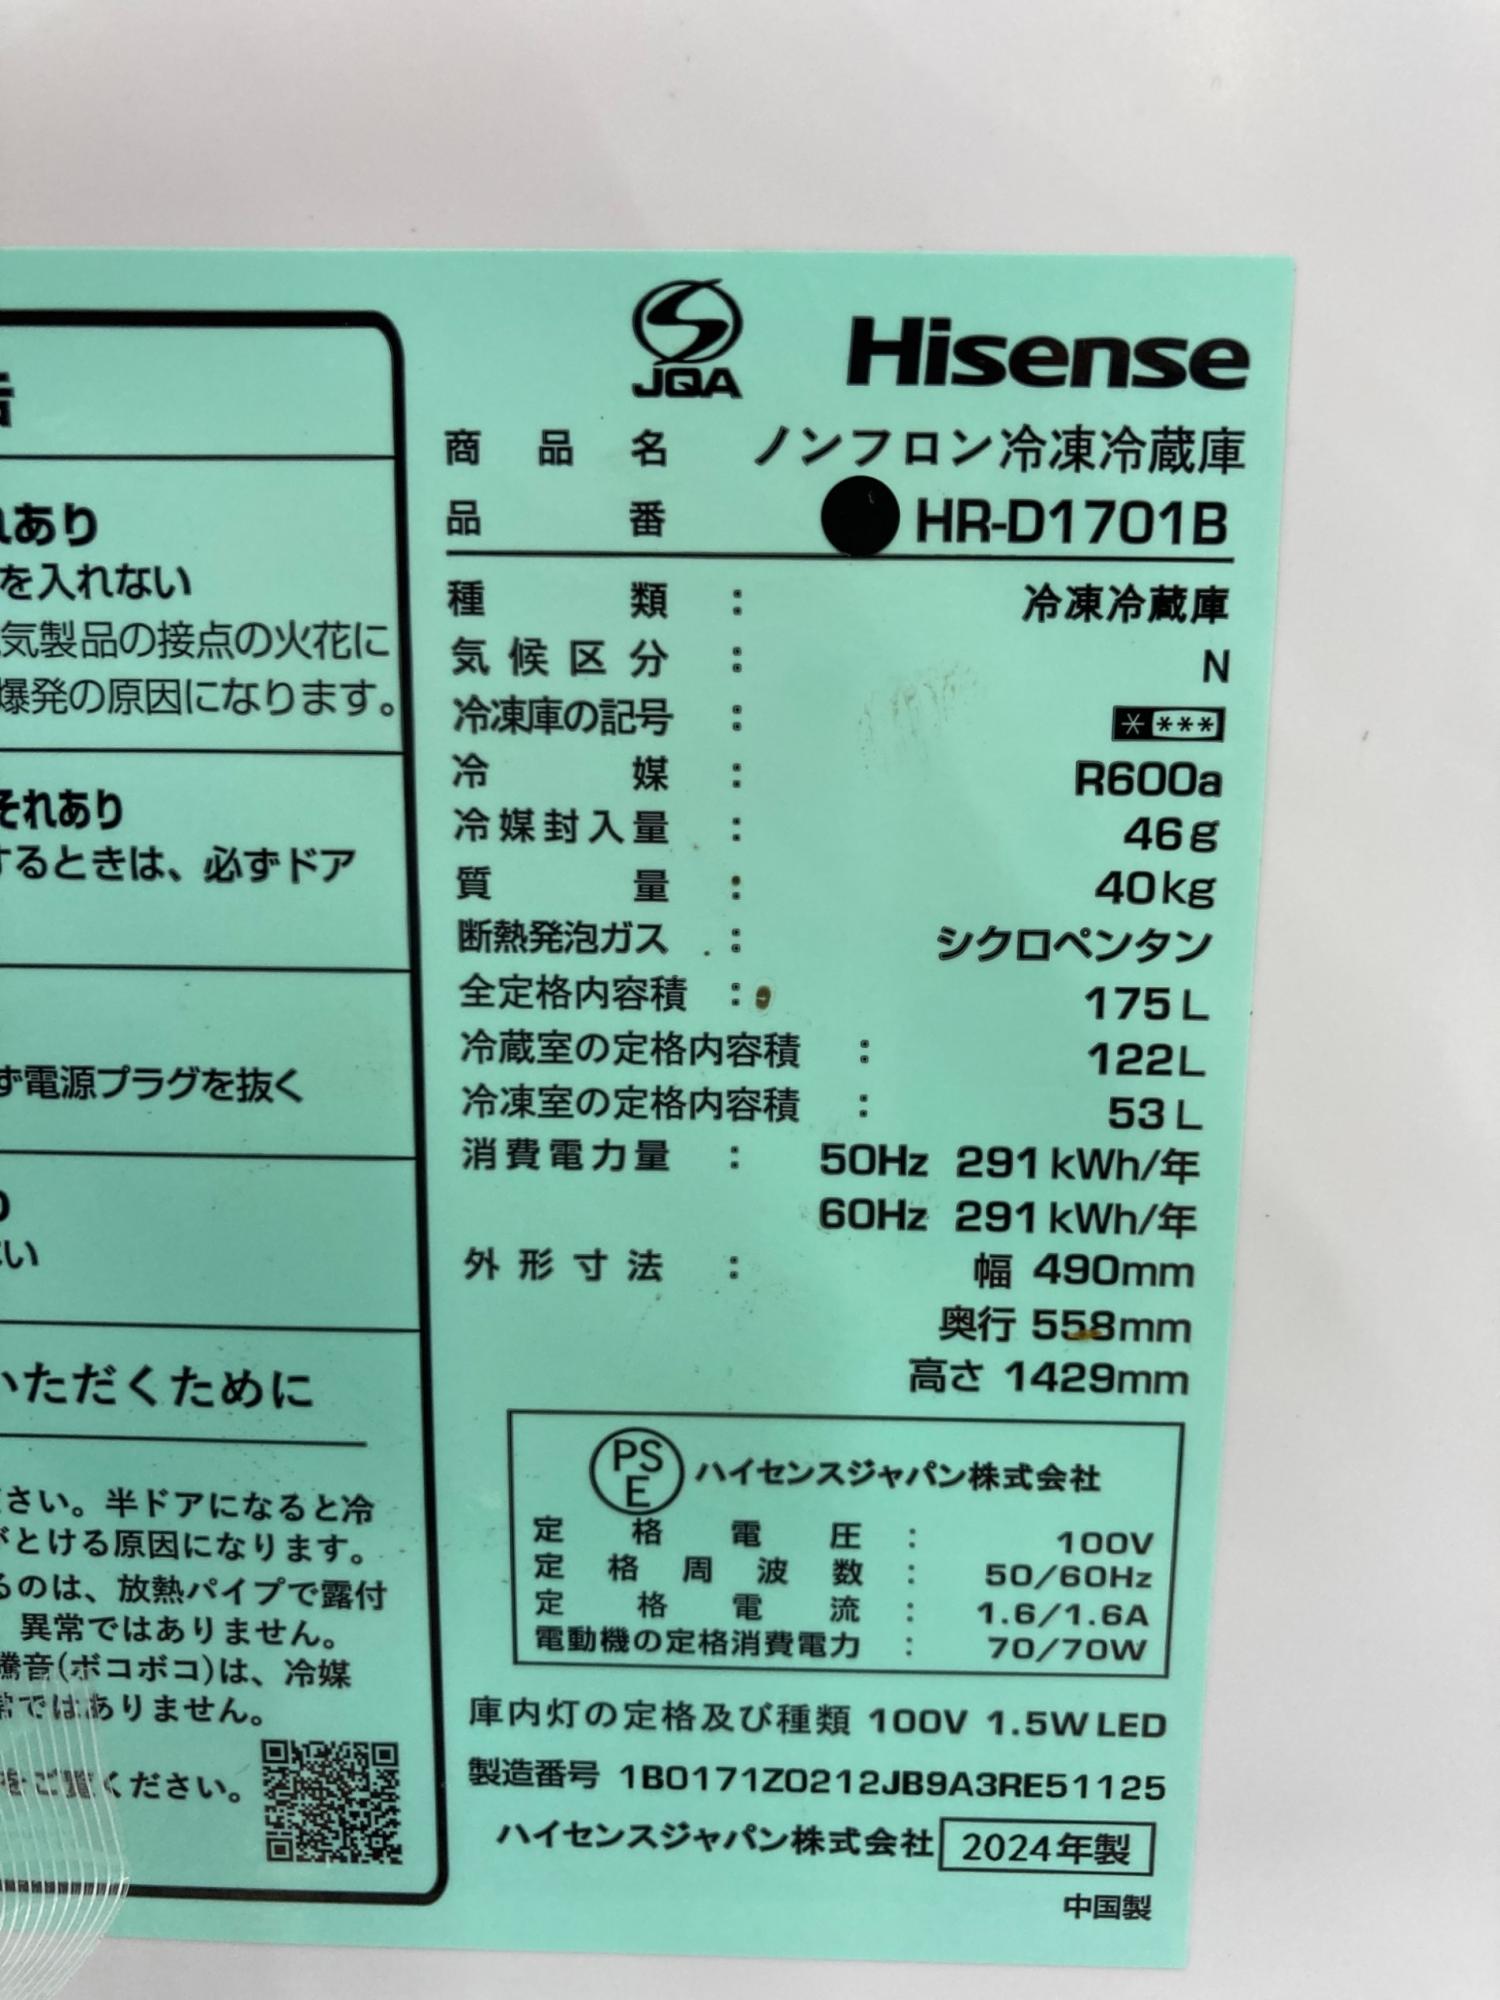 告
れあり
を入れない
気製品の接点の火花に
爆発の原因になります。
それあり
するときは、必ずドア
ず電源プラグを抜く
ない
いただくために
ださい。半ドアになると冷
がとける原因になります。
るのは、放熱パイプで露付
異常ではありません。
騰音(ボコボコ)は、冷媒
常ではありません。
をご覧ください。
JQA
Hisense
商品名 ノンフロン冷凍冷蔵庫
品番 HR-D1701B
種類 : 冷凍冷蔵庫
気候区分 : N
冷凍庫の記号 : * ***
冷媒 : R600a
冷媒封入量 : 46g
質量 : 40kg
断熱発泡ガス : シクロペンタン
全定格内容積 : 175L
冷蔵室の定格内容積 : 122L
冷凍室の定格内容積 : 53L
消費電力量 : 50Hz 291kWh/年
60Hz 291kWh/年
外形寸法 : 幅 490mm
奥行 558mm
高さ 1429mm
PSE ハイセンスジャパン株式会社
定格電圧 : 100V
定格周波数 : 50/60Hz
定格電流 : 1.6/1.6A
電動機の定格消費電力 : 70/70W
庫内灯の定格及び種類 100V 1.5W LED
製造番号 1B0171Z0212JB9A3RE51125
ハイセンスジャパン株式会社 2024年製
中国製